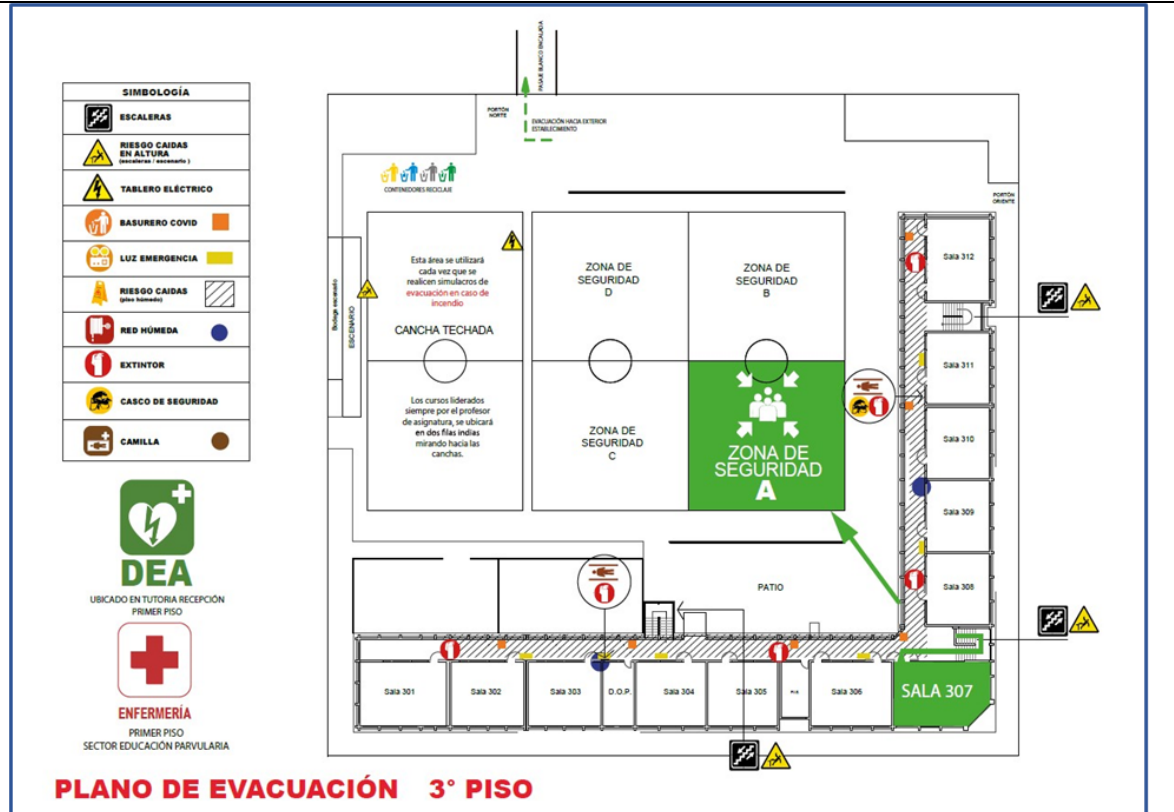 SIMBOLOGÍA
ESCALERAS
RIESGO CAIDAS
EN ALTURA
(escaleras / escenario )
TABLERO ELÉCTRICO
BASURERO COVID
LUZ EMERGENCIA
RIESGO CAIDAS
(piso húmedo)
RED HÚMEDA
EXTINTOR
CASCO DE SEGURIDAD
CAMILLA
DEA
UBICADO EN TUTORIA RECEPCIÓN
PRIMER PISO
ENFERMERÍA
PRIMER PISO
SECTOR EDUCACIÓN PARVULARIA
PASAJE BLANCO ENCALADA
PORTÓN
NORTE
EVACUACIÓN HACIA EXTERIOR
ESTABLECIMIENTO
CONTENEDORES RECICLAJE
PORTÓN
ORIENTE
Bodega escenario
ESCENARIO
Esta área se utilizará
cada vez que se
realicen simulacros de
evacuación en caso de
incendio
CANCHA TECHADA
Los cursos liderados
siempre por el profesor
de asignatura, se ubicará
en dos filas indias
mirando hacia las
canchas.
ZONA DE
SEGURIDAD
D
ZONA DE
SEGURIDAD
B
ZONA DE
SEGURIDAD
C
ZONA DE
SEGURIDAD
A
Sala 312
Sala 311
Sala 310
Sala 309
Sala 308
PATIO
Sala 301
Sala 302
Sala 303
D.O.P.
Sala 304
Sala 305
Sala 306
SALA 307
PLANO DE EVACUACIÓN 3° PISO